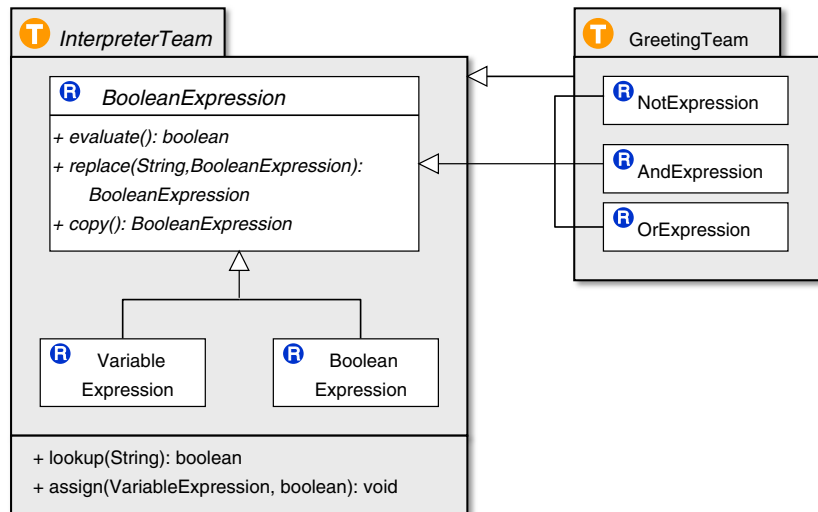 T InterpreterTeam
R BooleanExpression
+ evaluate(): boolean
+ replace(String,BooleanExpression):
BooleanExpression
+ copy(): BooleanExpression
R Variable
Expression
R Boolean
Expression
+ lookup(String): boolean
+ assign(VariableExpression, boolean): void
T GreetingTeam
R NotExpression
R AndExpression
R OrExpression